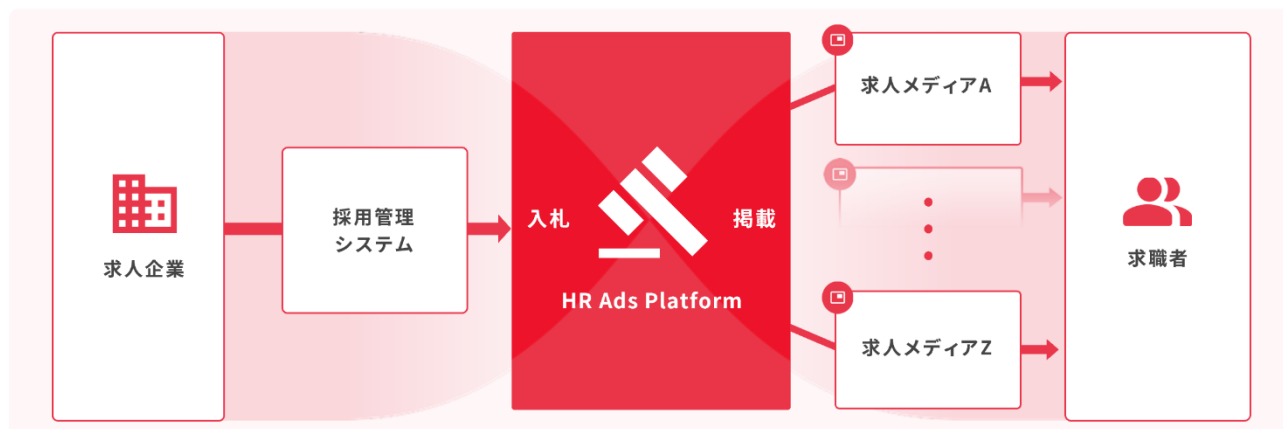 求人企業
採用管理
システム
入札
掲載
HR Ads Platform
求人メディアA
求人メディアZ
求職者